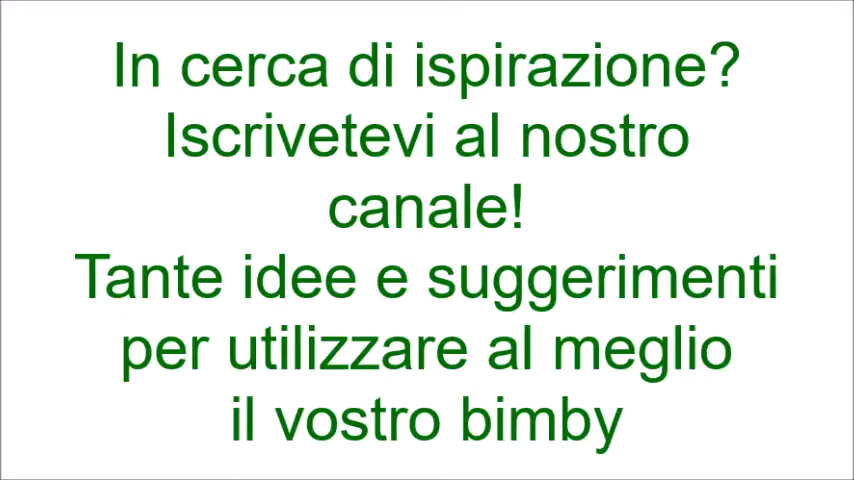 In cerca di ispirazione?
Iscrivetevi al nostro
canale!
Tante idee e suggerimenti
per utilizzare al meglio
il vostro bimby